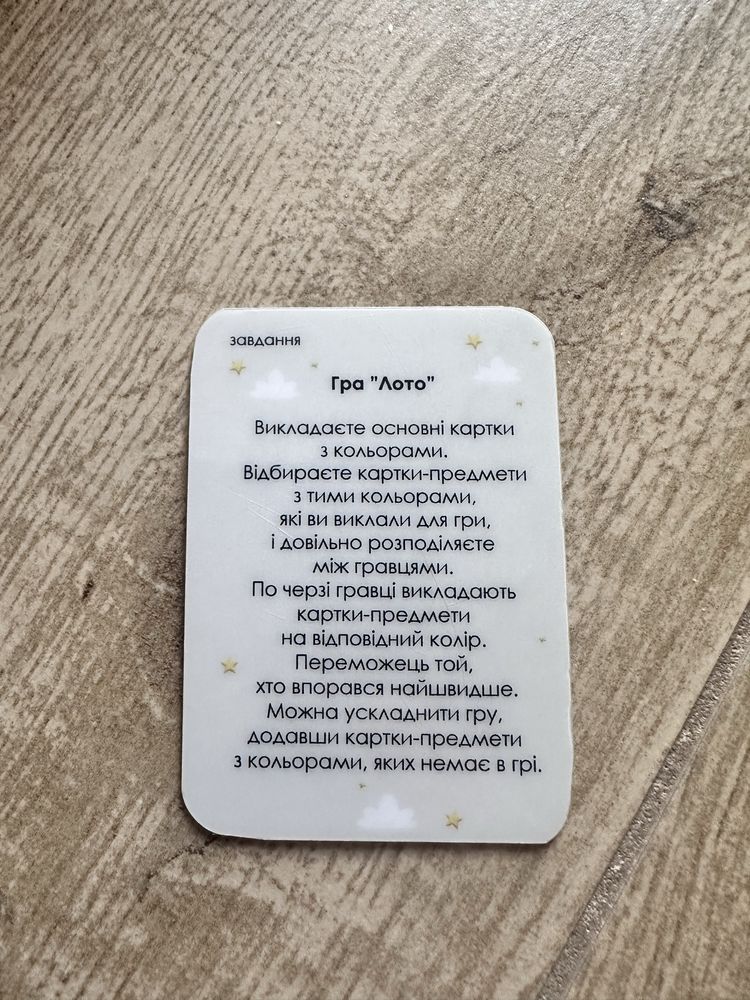 завдання
Гра "Лото"
Викладаєте основні картки
з кольорами.
Відбираєте картки-предмети
з тими кольорами,
які ви виклали для гри,
і довільно розподіляєте
між гравцями.
По черзі гравці викладають
картки-предмети
на відповідний колір.
Переможець той,
хто впорався найшвидше.
Можна ускладнити гру,
додавши картки-предмети
з кольорами, яких немає в грі.